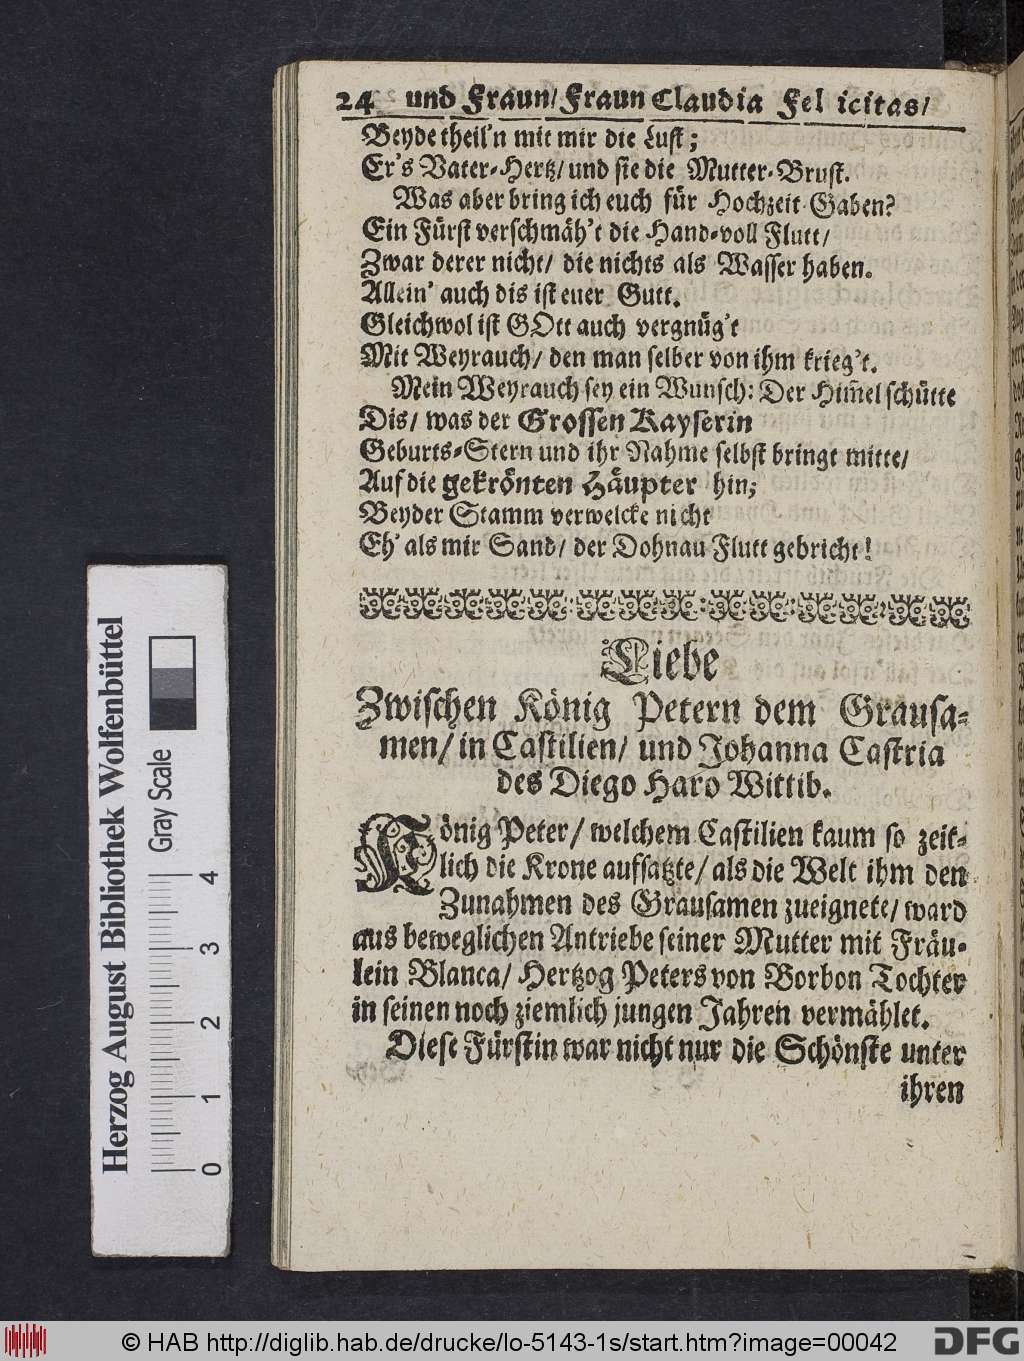 24 und Fraun/ Fraun Claudia Fel icitas/
Beyde theil'n mit mir die Lust;
Er's Vater-Hertz/ und sie die Mutter-Brust.
Was aber bring ich euch für Hochzeit-Gaben?
Ein Fürst verschmäh't die Hand-voll Flutt/
Zwar derer nicht/ die nichts als Wasser haben.
Allein' auch dis ist euer Gutt.
Gleichwol ist GOtt auch vergnüg't
Mit Weyrauch/ den man selber von ihm krieg't.
Mein Weyrauch sey ein Wunsch: Der Him̃el schütte
Dis/ was der Grossen Kayserin
Geburts-Stern und ihr Nahme selbst bringt mitte/
Auf die gekrönten Häupter hin;
Beyder Stamm verwelcke nicht
Eh' als mir Sand/ der Dohnau Flutt gebricht!
Liebe
Zwischen König Petern dem Grausa-
men/ in Castilien/ und Johanna Castria
des Diego Haro Wittib.
König Peter/ welchem Castilien kaum so zeit-
lich die Krone aufsatzte/ als die Welt ihm den
Zunahmen des Grausamen zueignete/ ward
aus beweglichen Antriebe seiner Mutter mit Fräu-
lein Blanca/ Hertzog Peters von Borbon Tochter
in seinen noch ziemlich jungen Jahren vermählet.
Diese Fürstin war nicht nur die Schönste unter
ihren
Herzog August Bibliothek Wolfenbüttel
Gray Scale
0 1 2 3 4
© HAB http://diglib.hab.de/drucke/lo-5143-1s/start.htm?image=00042
DFG